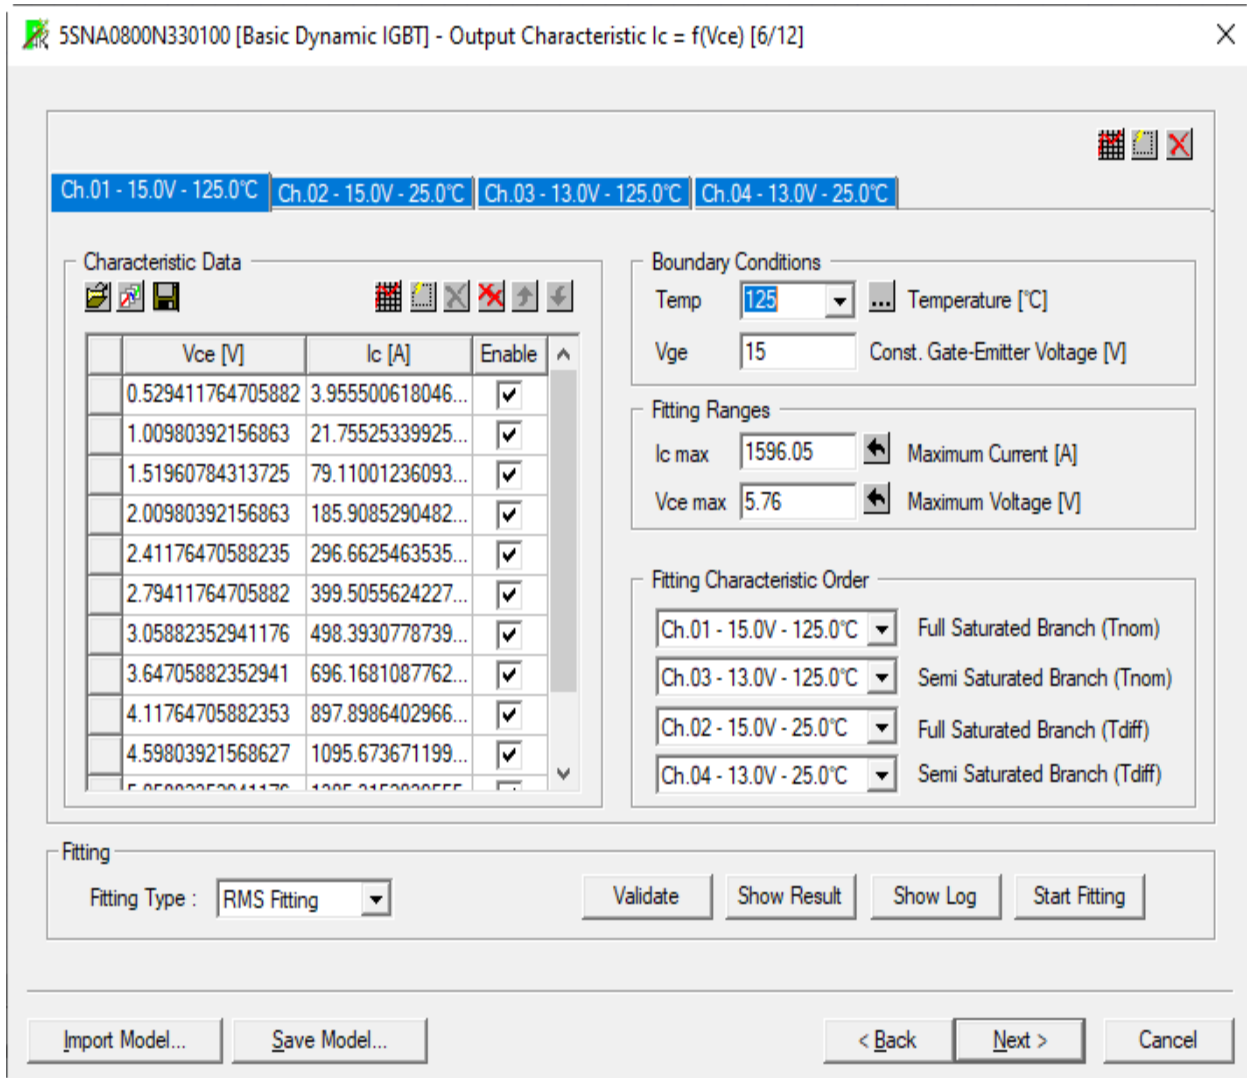 5SNA0800N330100 [Basic Dynamic IGBT] - Output Characteristic Ic = f(Vce) [6/12]
Ch.01 - 15.0V - 125.0°C Ch.02 - 15.0V - 25.0°C Ch.03 - 13.0V - 125.0°C Ch.04 - 13.0V - 25.0°C
Characteristic Data
Vce [V] Ic [A] Enable
0.529411764705882 3.955500618046...
1.00980392156863 21.75525339925...
1.51960784313725 79.11001236093...
2.00980392156863 185.9085290482...
2.41176470588235 296.6625463535...
2.79411764705882 399.5055624227...
3.05882352941176 498.3930778739...
3.64705882352941 696.1681087762...
4.11764705882353 897.8986402966...
4.59803921568627 1095.673671199...
Boundary Conditions
Temp 125 ... Temperature [°C]
Vge 15 Const. Gate-Emitter Voltage [V]
Fitting Ranges
Ic max 1596.05 Maximum Current [A]
Vce max 5.76 Maximum Voltage [V]
Fitting Characteristic Order
Ch.01 - 15.0V - 125.0°C Full Saturated Branch (Tnom)
Ch.03 - 13.0V - 125.0°C Semi Saturated Branch (Tnom)
Ch.02 - 15.0V - 25.0°C Full Saturated Branch (Tdiff)
Ch.04 - 13.0V - 25.0°C Semi Saturated Branch (Tdiff)
Fitting
Fitting Type : RMS Fitting Validate Show Result Show Log Start Fitting
Import Model... Save Model... < Back Next > Cancel